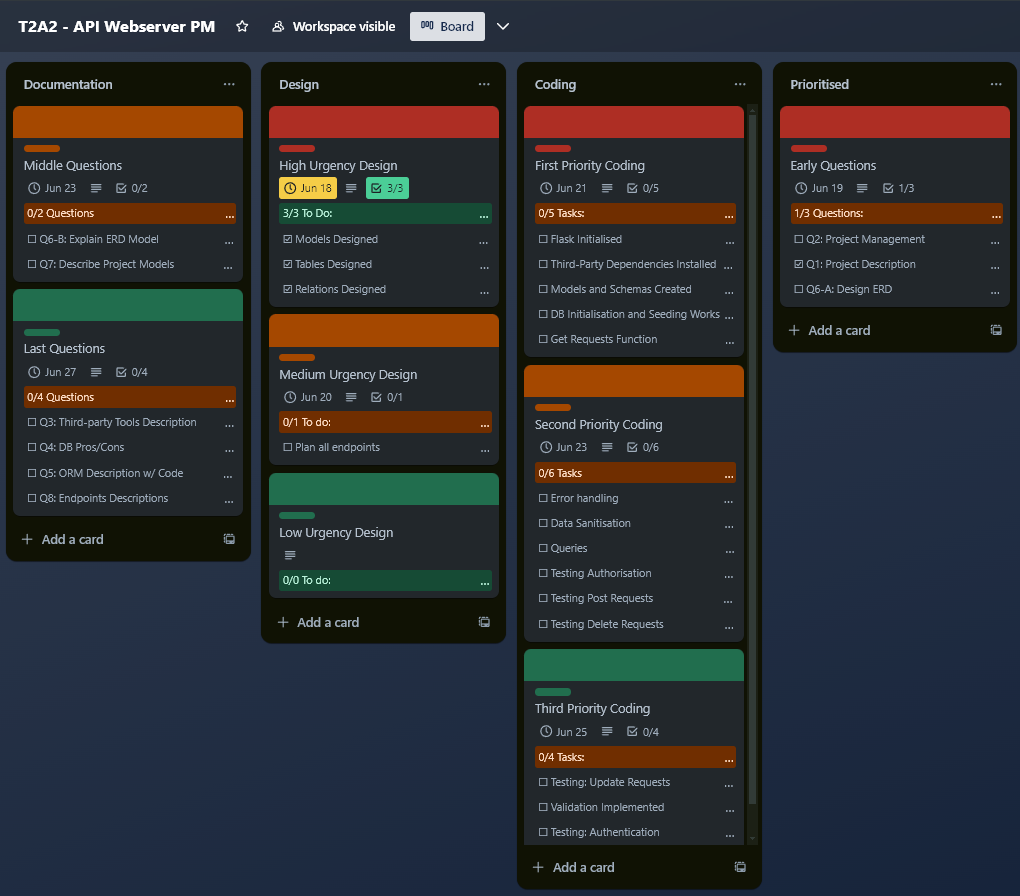 T2A2 - API Webserver PM
Workspace visible
Board
Documentation
Middle Questions
Jun 23
0/2
0/2 Questions
Q6-B: Explain ERD Model
Q7: Describe Project Models
Last Questions
Jun 27
0/4
0/4 Questions
Q3: Third-party Tools Description
Q4: DB Pros/Cons
Q5: ORM Description w/ Code
Q8: Endpoints Descriptions
Add a card
Design
High Urgency Design
Jun 18
3/3
3/3 To Do:
Models Designed
Tables Designed
Relations Designed
Medium Urgency Design
Jun 20
0/1
0/1 To do:
Plan all endpoints
Low Urgency Design
0/0 To do:
Add a card
Coding
First Priority Coding
Jun 21
0/5
0/5 Tasks:
Flask Initialised
Third-Party Dependencies Installed
Models and Schemas Created
DB Initialisation and Seeding Works
Get Requests Function
Second Priority Coding
Jun 23
0/6
0/6 Tasks
Error handling
Data Sanitisation
Queries
Testing Authorisation
Testing Post Requests
Testing Delete Requests
Third Priority Coding
Jun 25
0/4
0/4 Tasks:
Testing: Update Requests
Validation Implemented
Testing: Authentication
Add a card
Prioritised
Early Questions
Jun 19
1/3
1/3 Questions:
Q2: Project Management
Q1: Project Description
Q6-A: Design ERD
Add a card